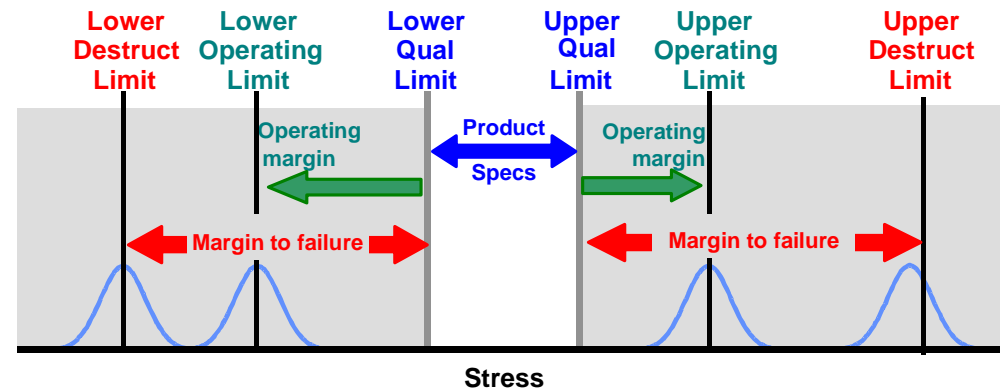 Lower
Destruct
Limit
Lower
Operating
Limit
Lower
Qual
Limit
Upper
Qual
Limit
Upper
Operating
Limit
Upper
Destruct
Limit
Operating
margin
Product
Specs
Operating
margin
Margin to failure
Margin to failure
Stress